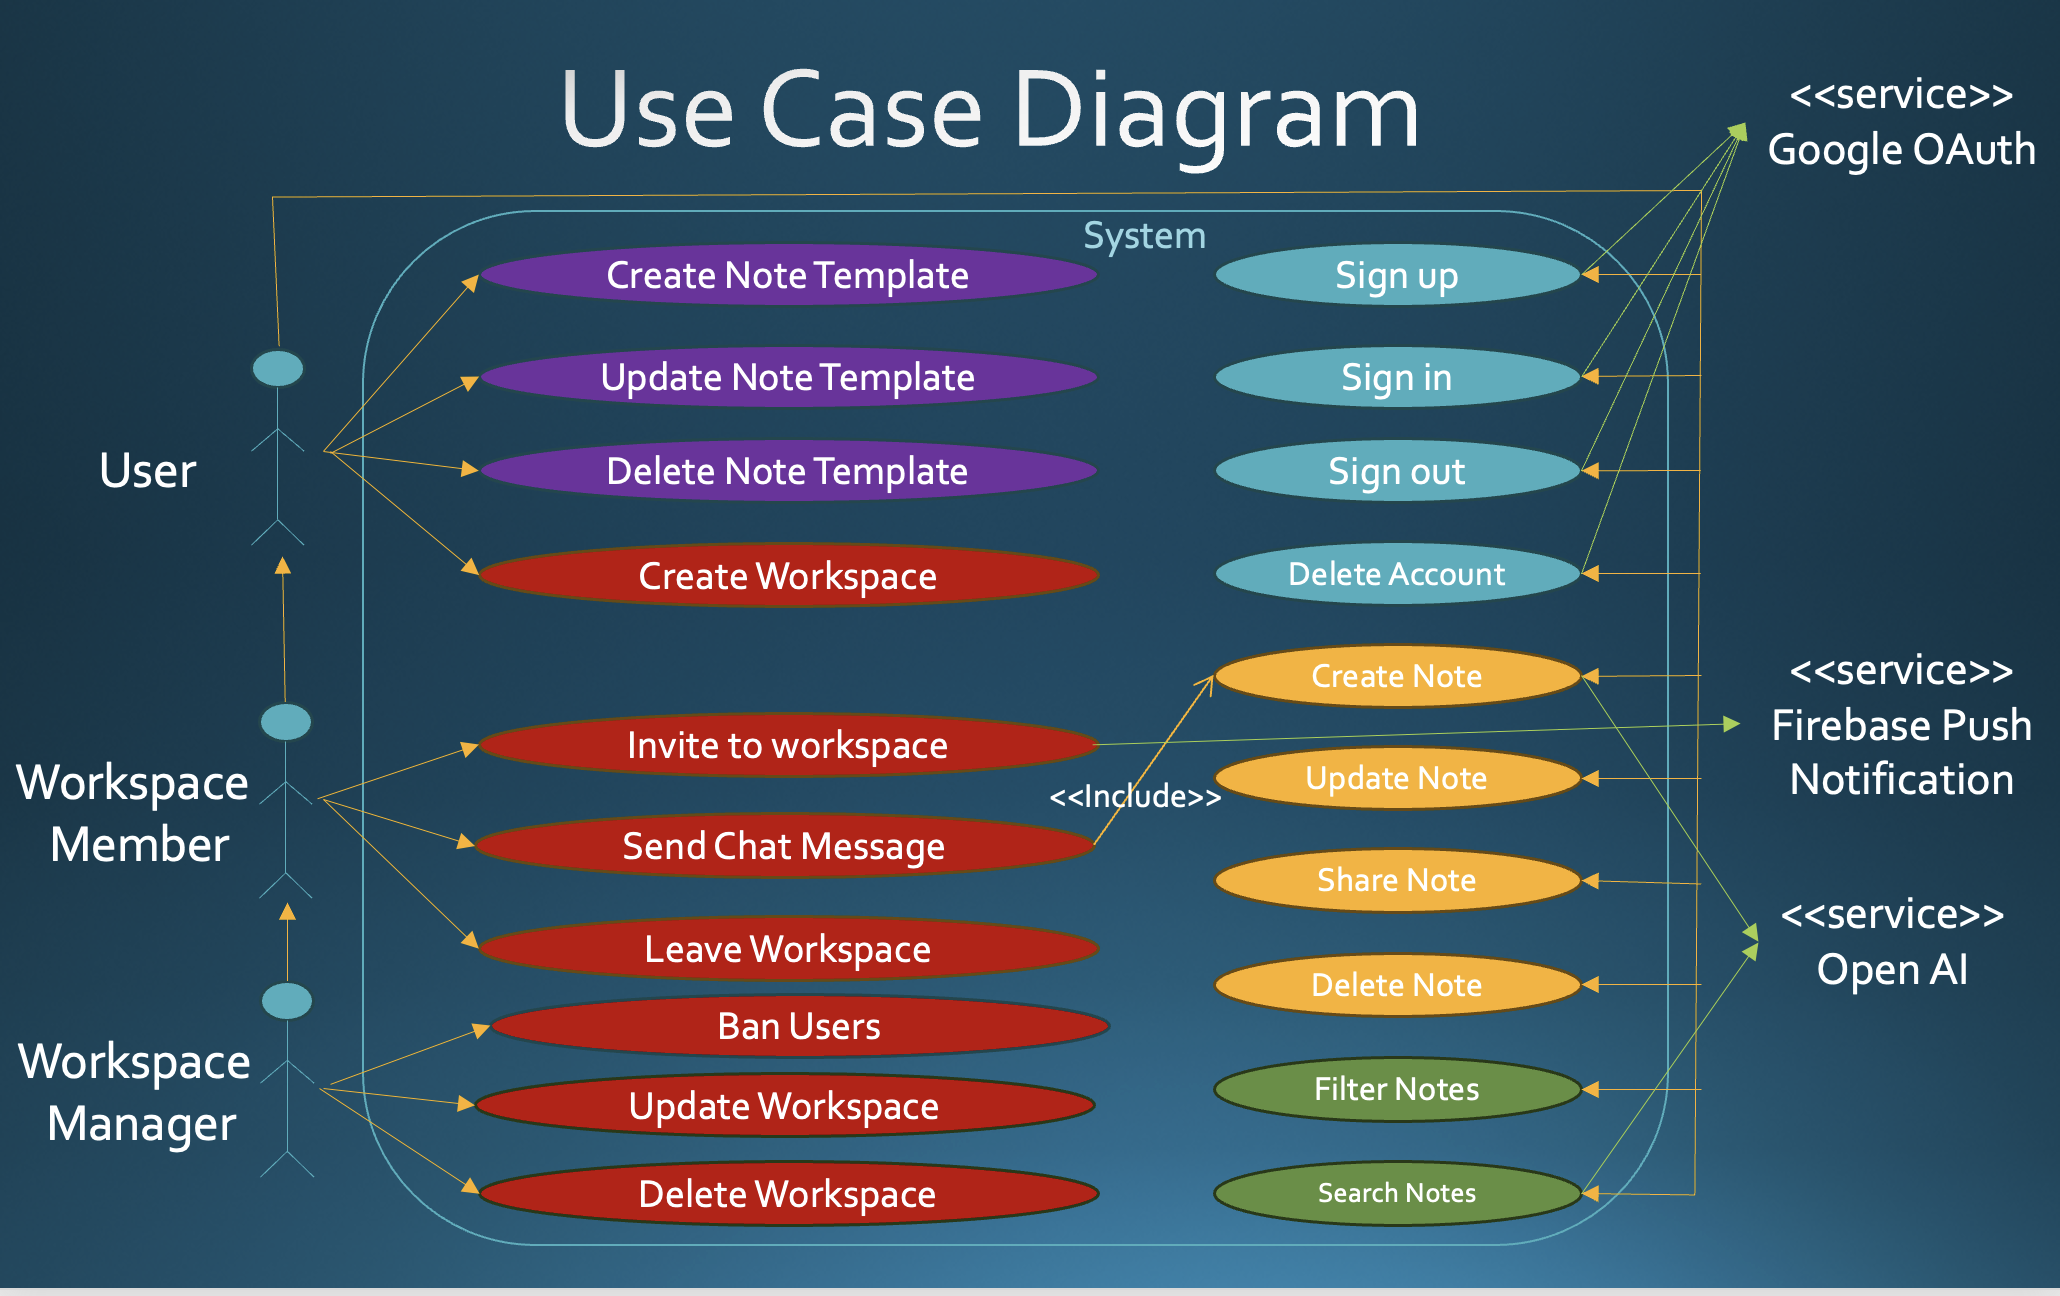 Use Case Diagram
<<service>>
Google OAuth
System
Create Note Template
Sign up
Update Note Template
Sign in
User
Delete Note Template
Sign out
Create Workspace
Delete Account
Create Note
<<service>>
Firebase Push
Notification
Invite to workspace
Workspace
Member
<<Include>>
Update Note
Send Chat Message
Share Note
<<service>>
Open AI
Leave Workspace
Delete Note
Ban Users
Workspace
Manager
Update Workspace
Filter Notes
Delete Workspace
Search Notes